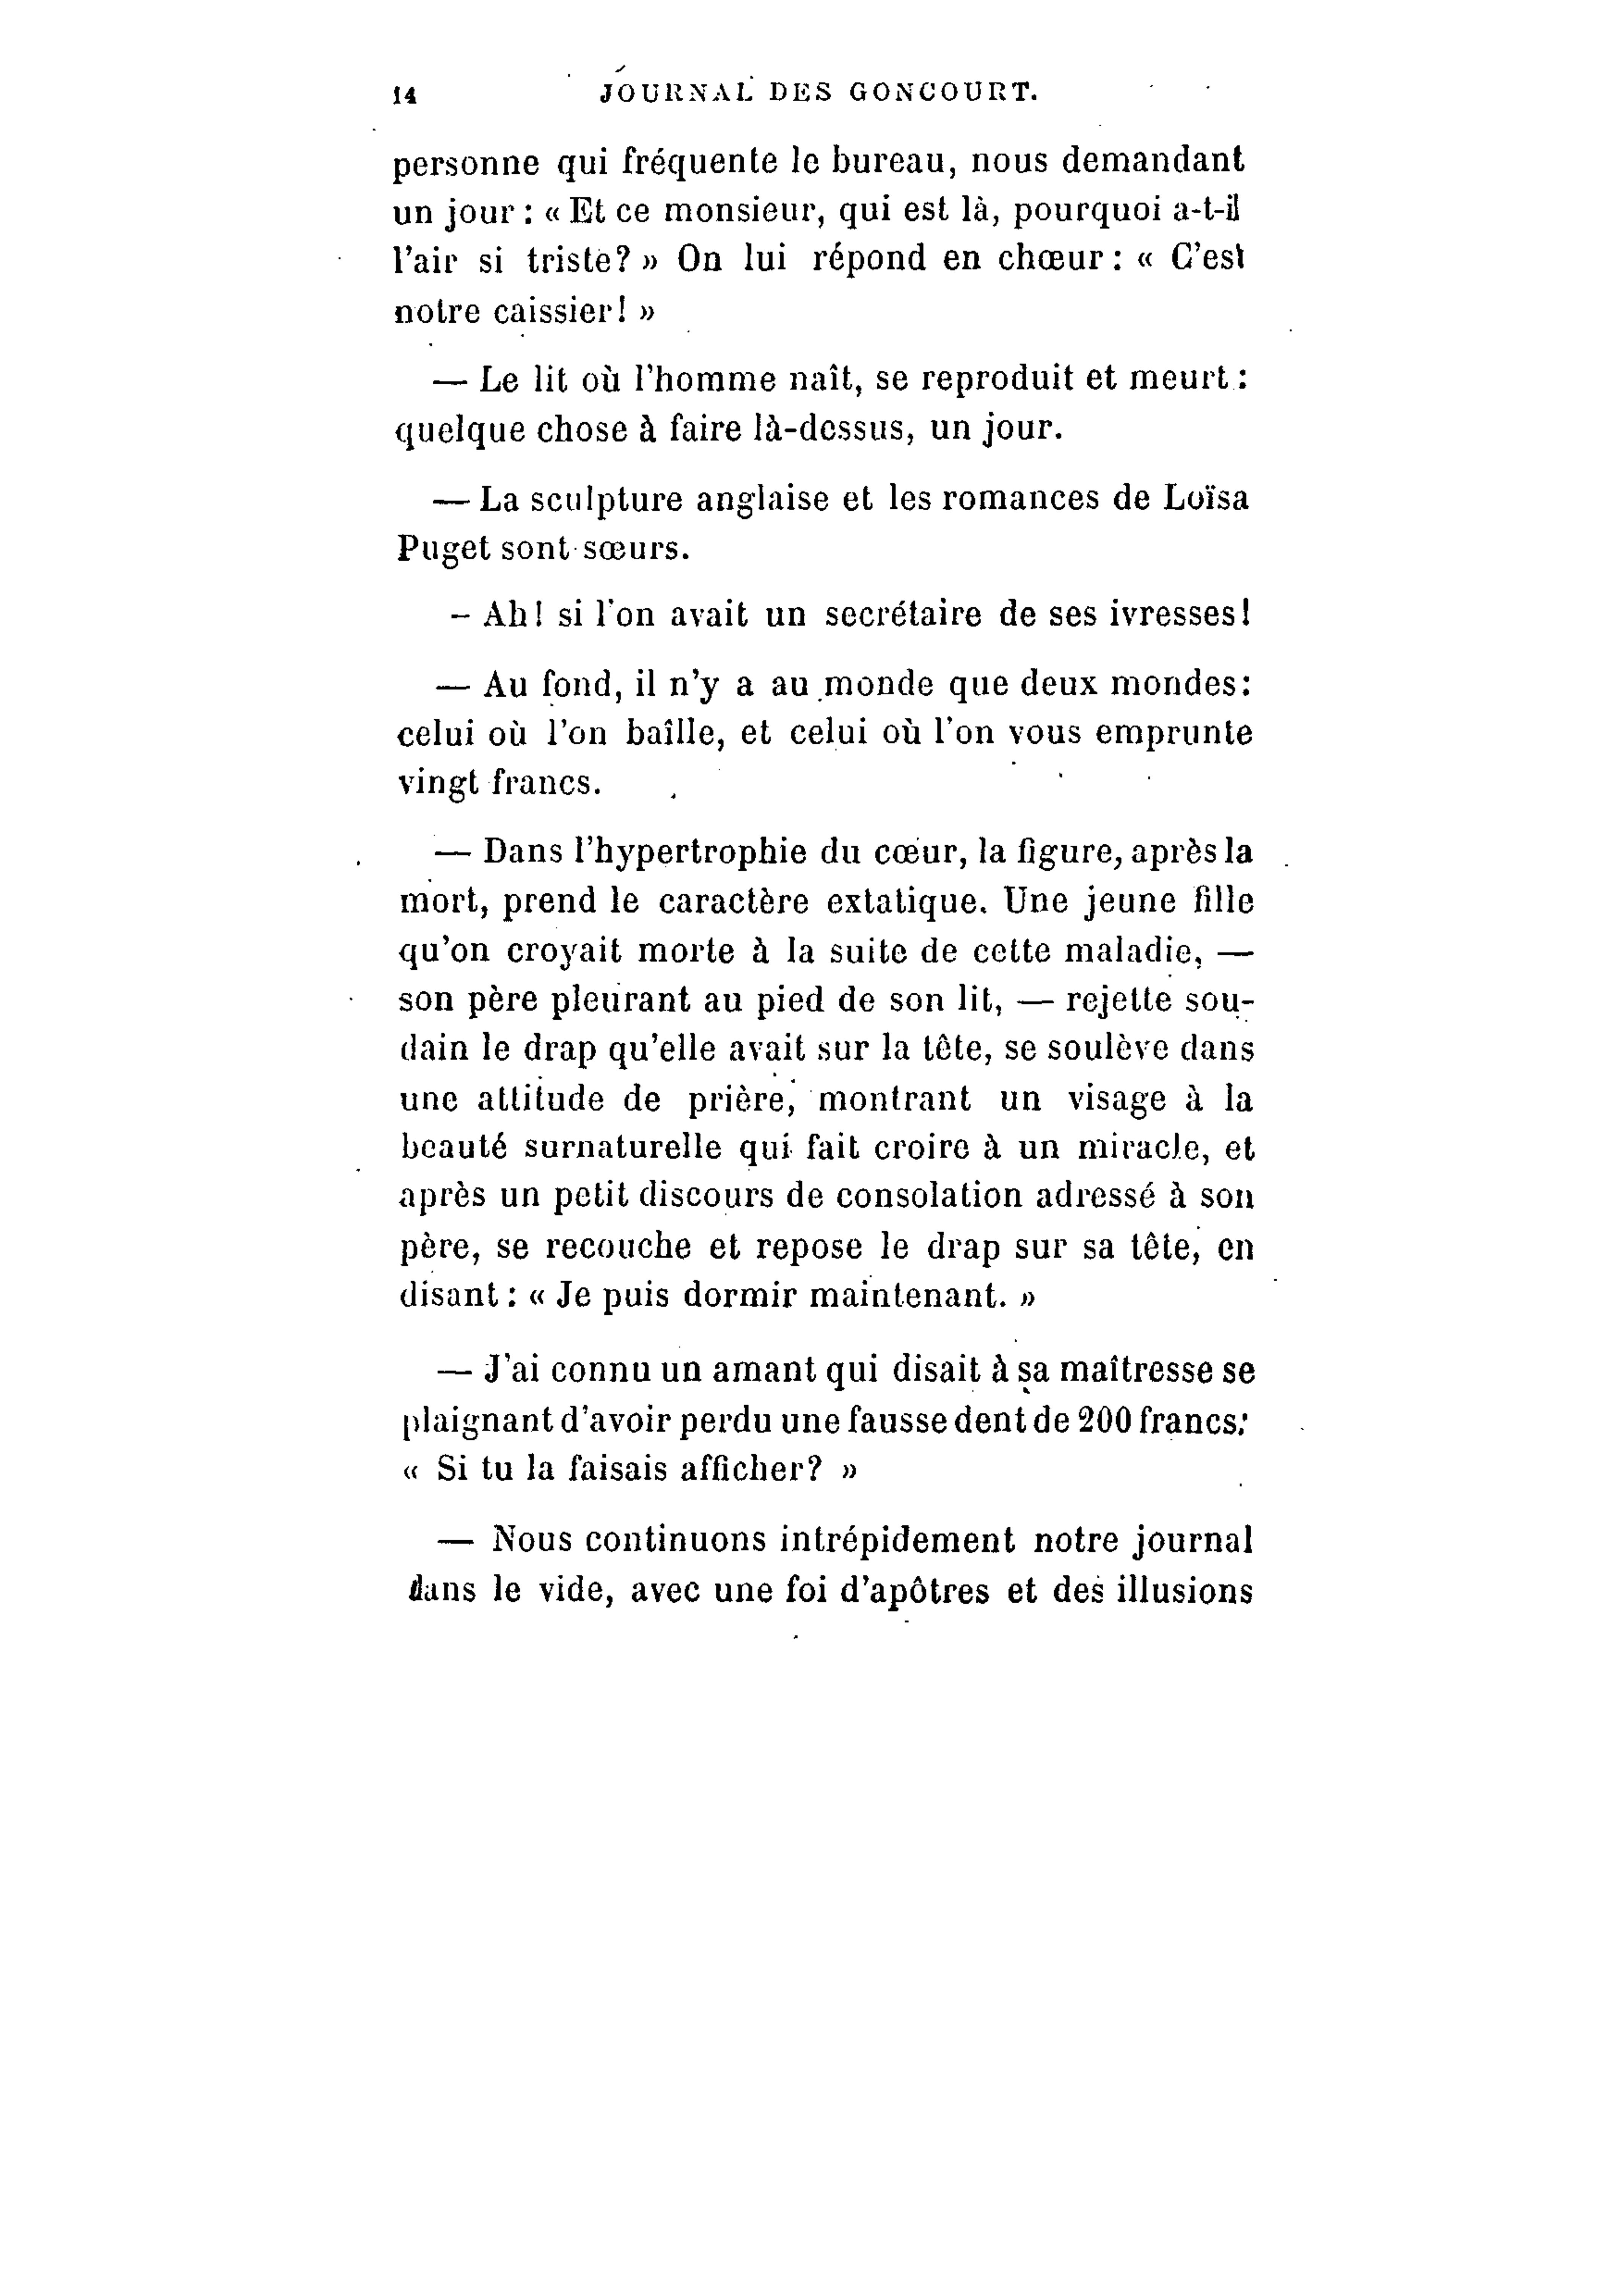 14 JOURNAL DES GONCOURT.
personne qui fréquente le bureau, nous demandant
un jour : « Et ce monsieur, qui est là, pourquoi a-t-il
l'air si triste? » On lui répond en chœur : « C'est
notre caissier! »
— Le lit où l'homme naît, se reproduit et meurt :
quelque chose à faire là-dessus, un jour.
— La sculpture anglaise et les romances de Loïsa
Puget sont sœurs.
– Ah! si l'on avait un secrétaire de ses ivresses!
— Au fond, il n'y a au monde que deux mondes :
celui où l'on baîlle, et celui où l'on vous emprunte
vingt francs.
— Dans l'hypertrophie du cœur, la figure, après la
mort, prend le caractère extatique. Une jeune fille
qu'on croyait morte à la suite de cette maladie, —
son père pleurant au pied de son lit, — rejette sou-
dain le drap qu'elle avait sur la tête, se soulève dans
une attitude de prière, montrant un visage à la
beauté surnaturelle qui fait croire à un miracle, et
après un petit discours de consolation adressé à son
père, se recouche et repose le drap sur sa tête, en
disant : « Je puis dormir maintenant. »
— J'ai connu un amant qui disait à sa maîtresse se
plaignant d'avoir perdu une fausse dent de 200 francs:
« Si tu la faisais afficher? »
— Nous continuons intrépidement notre journal
dans le vide, avec une foi d'apôtres et des illusions